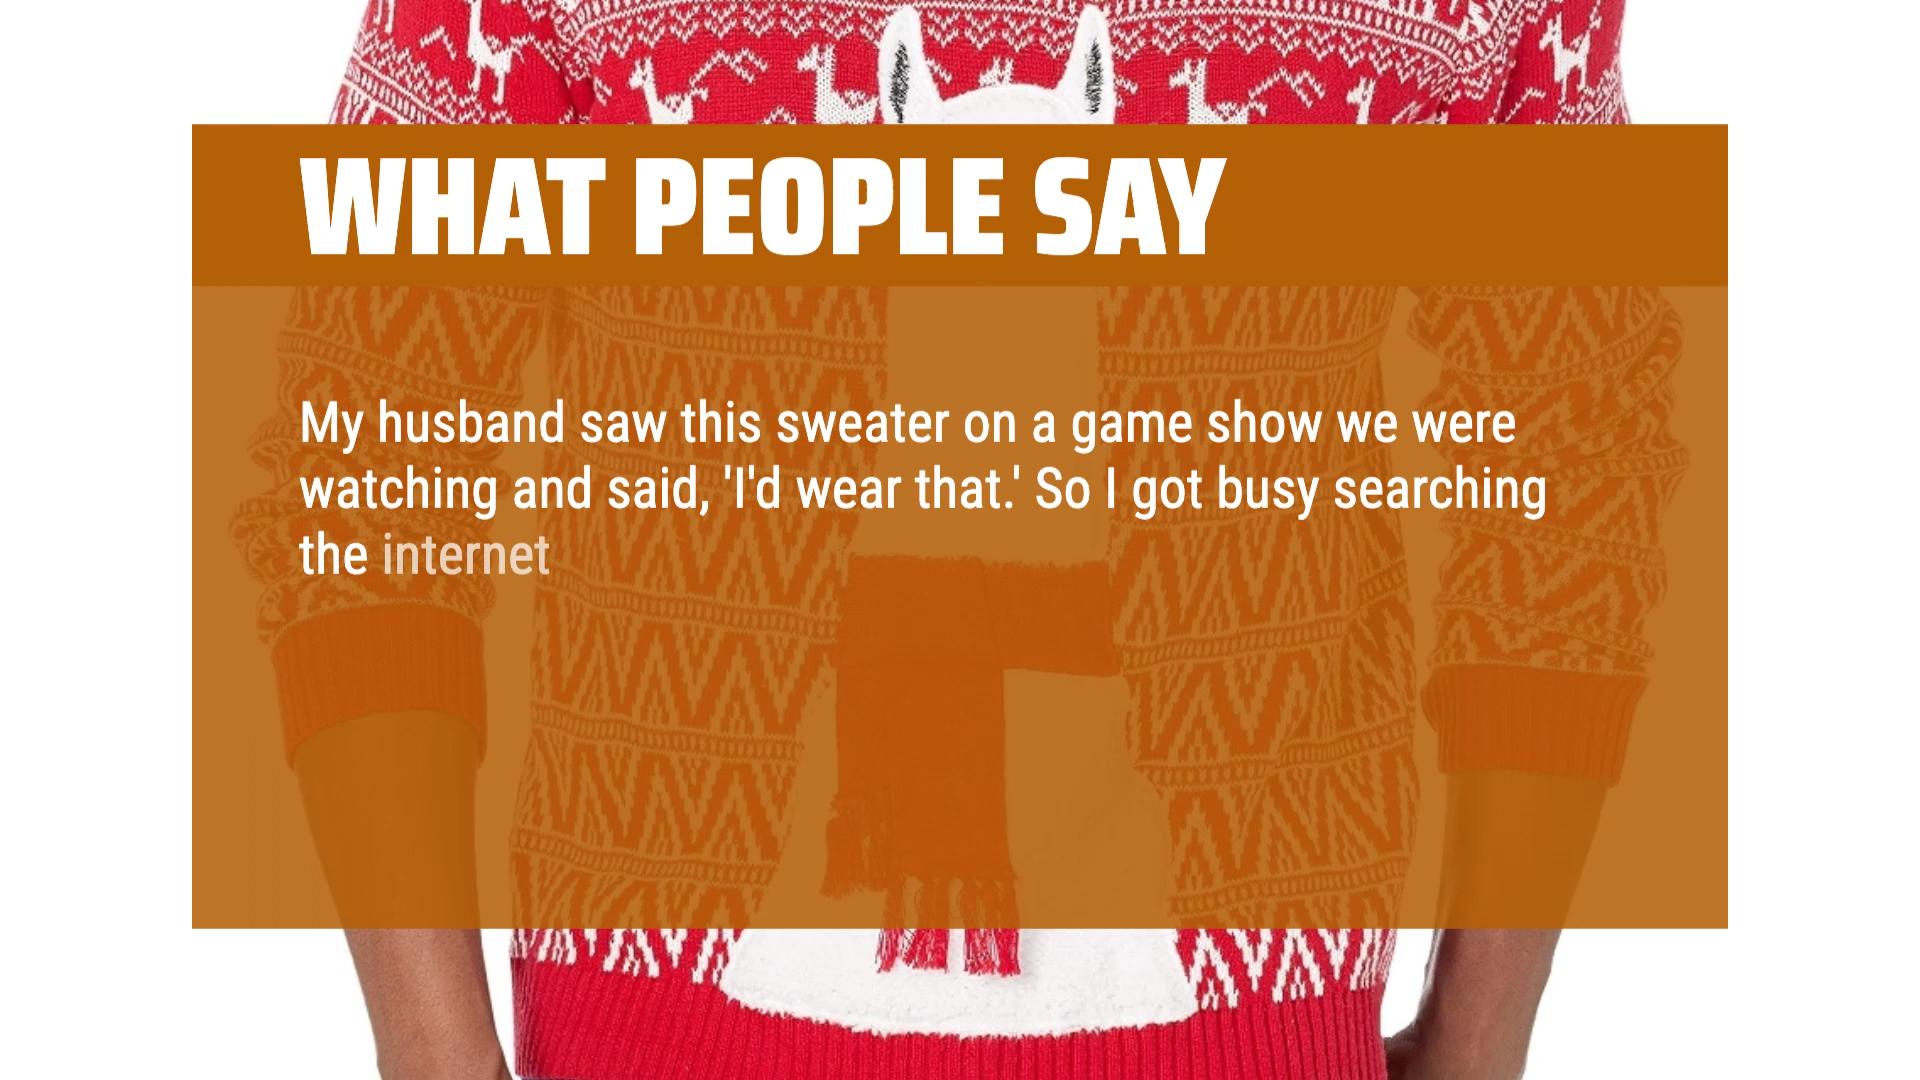 WHAT PEOPLE SAY
My husband saw this sweater on a game show we were
watching and said, 'I'd wear that.' So I got busy searching
the internet